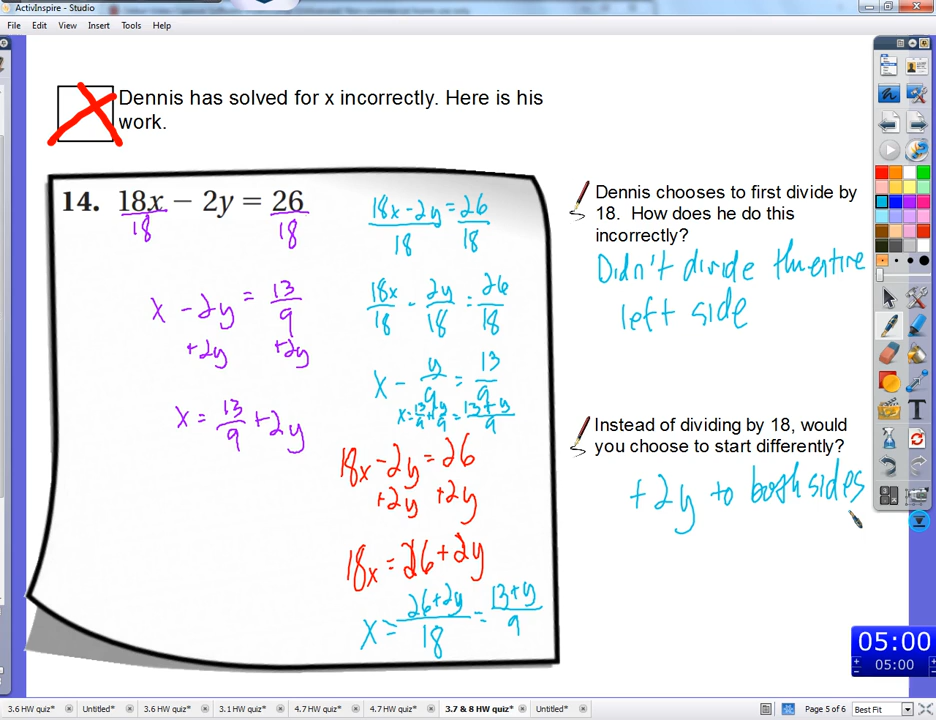 ActivInspire - Studio
File Edit View Insert Tools Help
Dennis has solved for x incorrectly. Here is his
work.
14. 18x − 2y = 26
18 18
x - 2y = 13/9
+2y +2y
x = 13/9 + 2y
18x - 2y = 26
18 18
18x/18 - 2y/18 = 26/18
x - y/9 = 13/9
x = 13/9 + y/9 = 13+y/9
18x - 2y = 26
+2y +2y
18x = 26 + 2y
x = 26+2y/18 = 13+y/9
Dennis chooses to first divide by
18. How does he do this
incorrectly?
Didn't divide the entire
left side
Instead of dividing by 18, would
you choose to start differently?
+2y to both sides
05:00
05:00
3.6 HW quiz* Untitled* 3.6 HW quiz* 3.1 HW quiz* 4.7 HW quiz* 4.7 HW quiz* 3.7 & 8 HW quiz* Untitled* Page 5 of 6 Best Fit